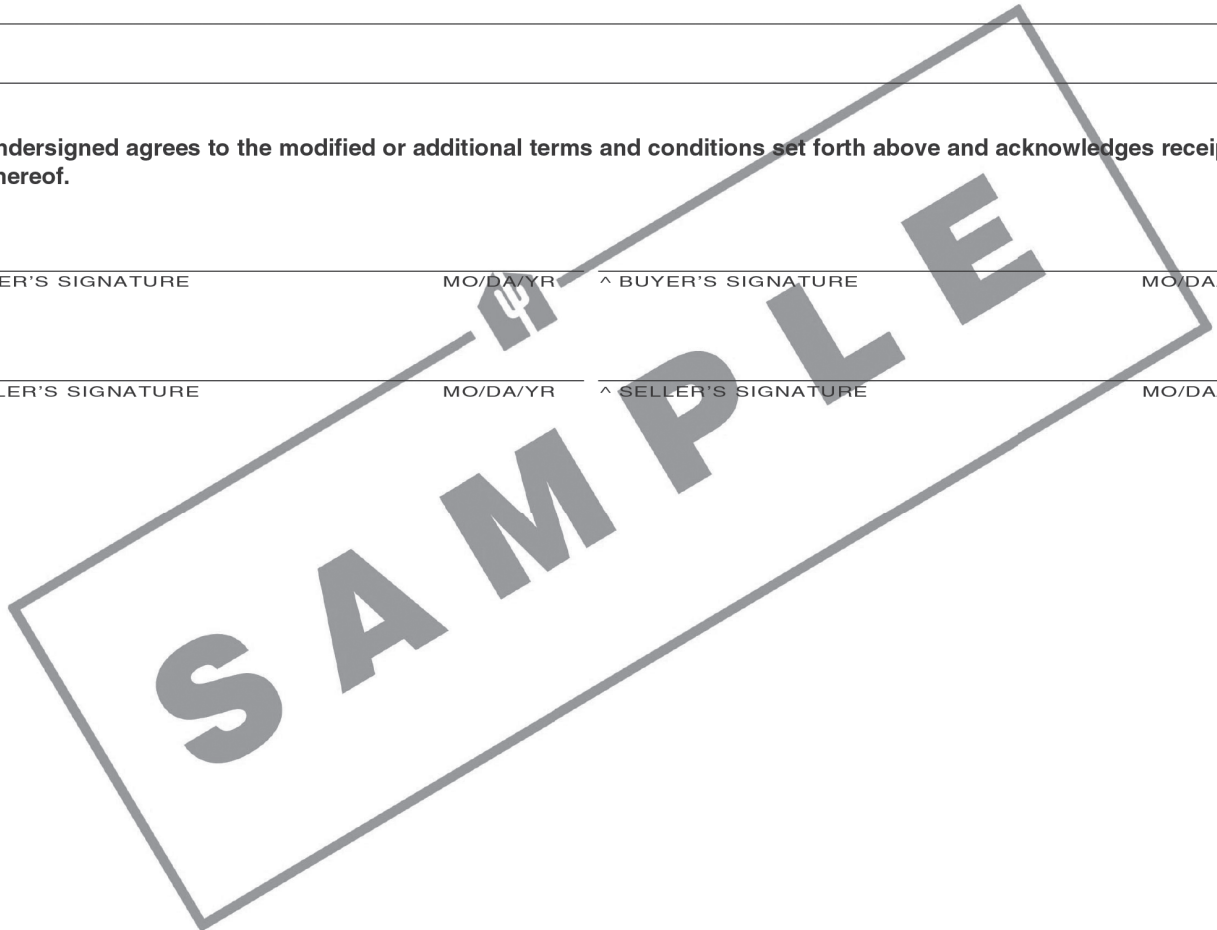 ndersigned agrees to the modified or additional terms and conditions set forth above and acknowledges recei
hereof.
ER'S SIGNATURE MO/DA/YR ^ BUYER'S SIGNATURE MO/DA
LER'S SIGNATURE MO/DA/YR ^ SELLER'S SIGNATURE MO/DA
SAMPLE